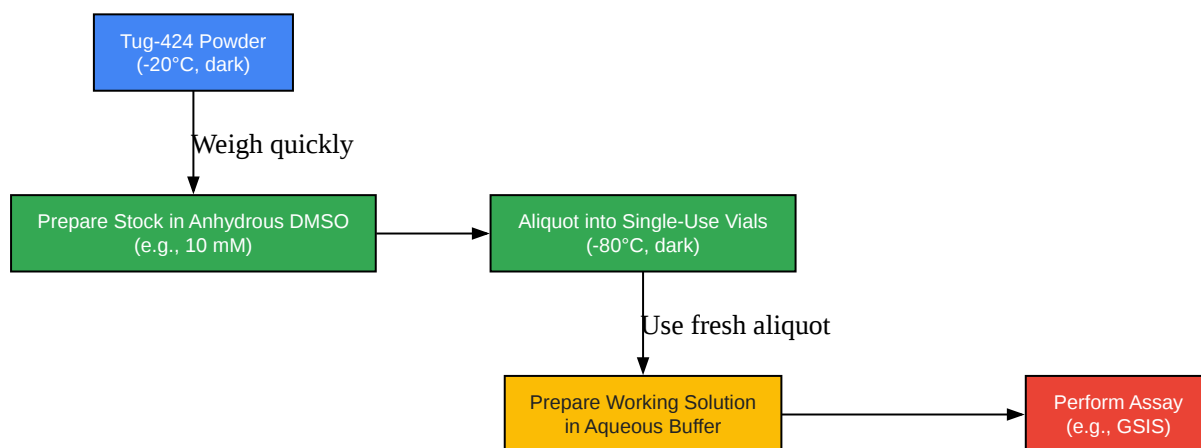 Tug-424 Powder
(-20°C, dark)
Weigh quickly
Prepare Stock in Anhydrous DMSO
(e.g., 10 mM)
Aliquot into Single-Use Vials
(-80°C, dark)
Use fresh aliquot
Prepare Working Solution
in Aqueous Buffer
Perform Assay
(e.g., GSIS)